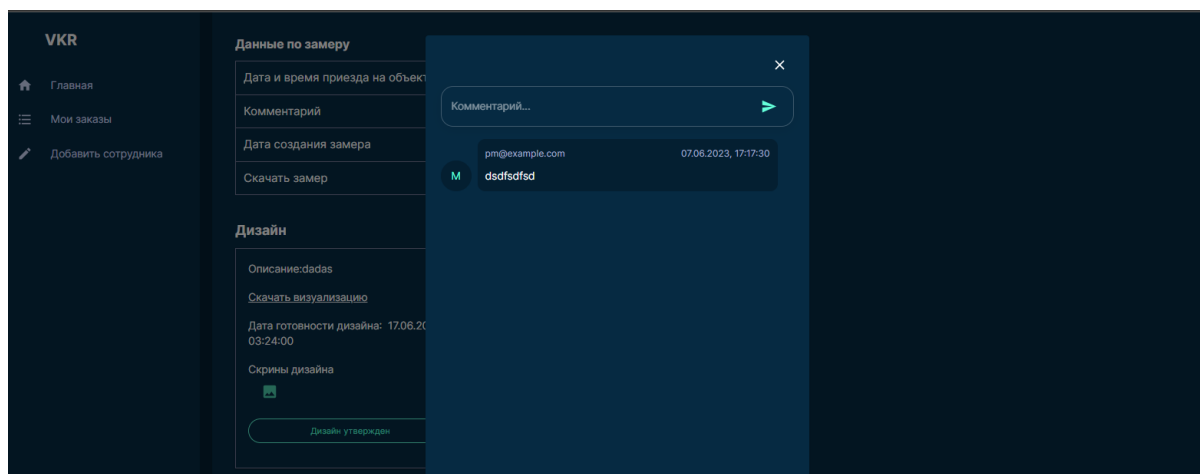 VKR
Главная
Мои заказы
Добавить сотрудника
Данные по замеру
Дата и время приезда на объект
Комментарий
Дата создания замера
Скачать замер
Дизайн
Описание:dadas
Скачать визуализацию
Дата готовности дизайна: 17.06.20
03:24:00
Скрины дизайна
Дизайн утвержден
Комментарий...
pm@example.com 07.06.2023, 17:17:30
М dsdfsdfsd